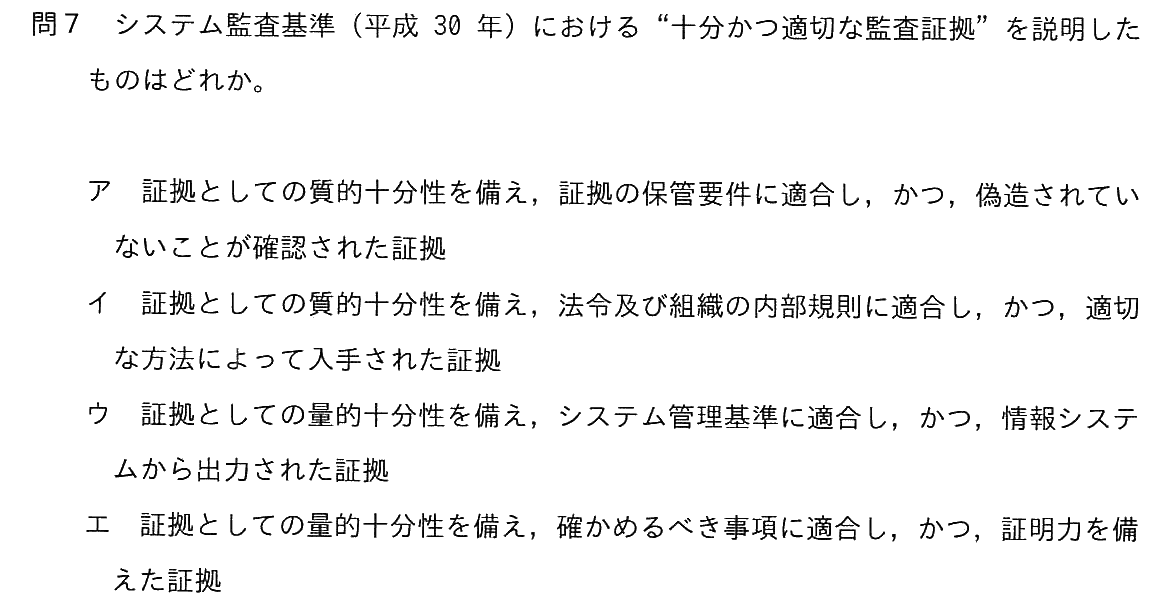 問7　システム監査基準（平成 30 年）における“十分かつ適切な監査証拠”を説明した
ものはどれか。
ア　証拠としての質的十分性を備え，証拠の保管要件に適合し，かつ，偽造されてい
ないことが確認された証拠
イ　証拠としての質的十分性を備え，法令及び組織の内部規則に適合し，かつ，適切
な方法によって入手された証拠
ウ　証拠としての量的十分性を備え，システム管理基準に適合し，かつ，情報システ
ムから出力された証拠
エ　証拠としての量的十分性を備え，確かめるべき事項に適合し，かつ，証明力を備
えた証拠